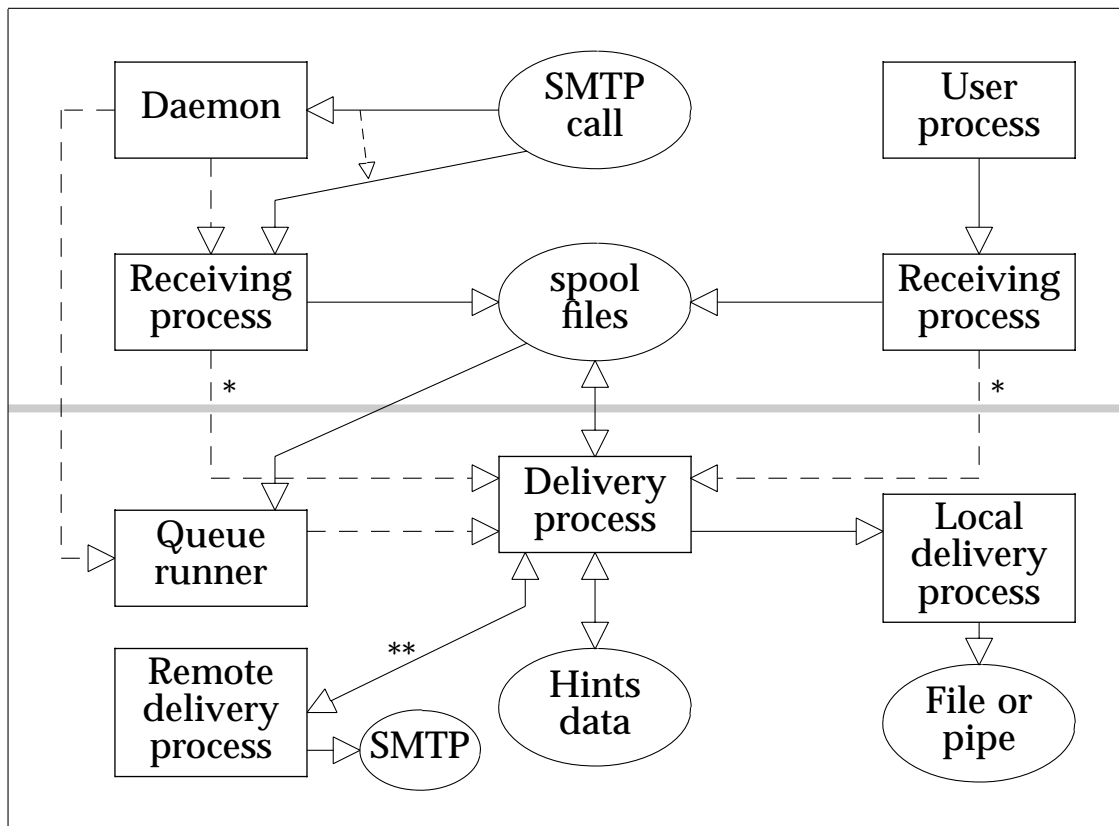 Daemon
SMTP
call
User
process
Receiving
process
spool
files
Receiving
process
*
*
Delivery
process
Queue
runner
Local
delivery
process
**
Remote
delivery
process
SMTP
Hints
data
File or
pipe